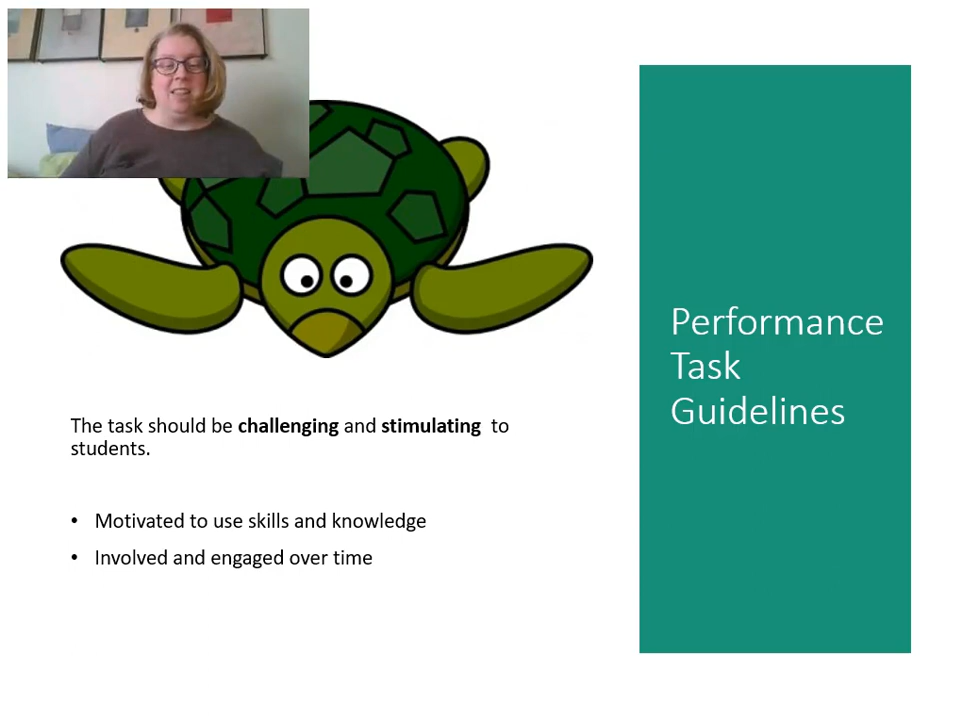 The task should be challenging and stimulating to
students.
• Motivated to use skills and knowledge
• Involved and engaged over time
Performance
Task
Guidelines